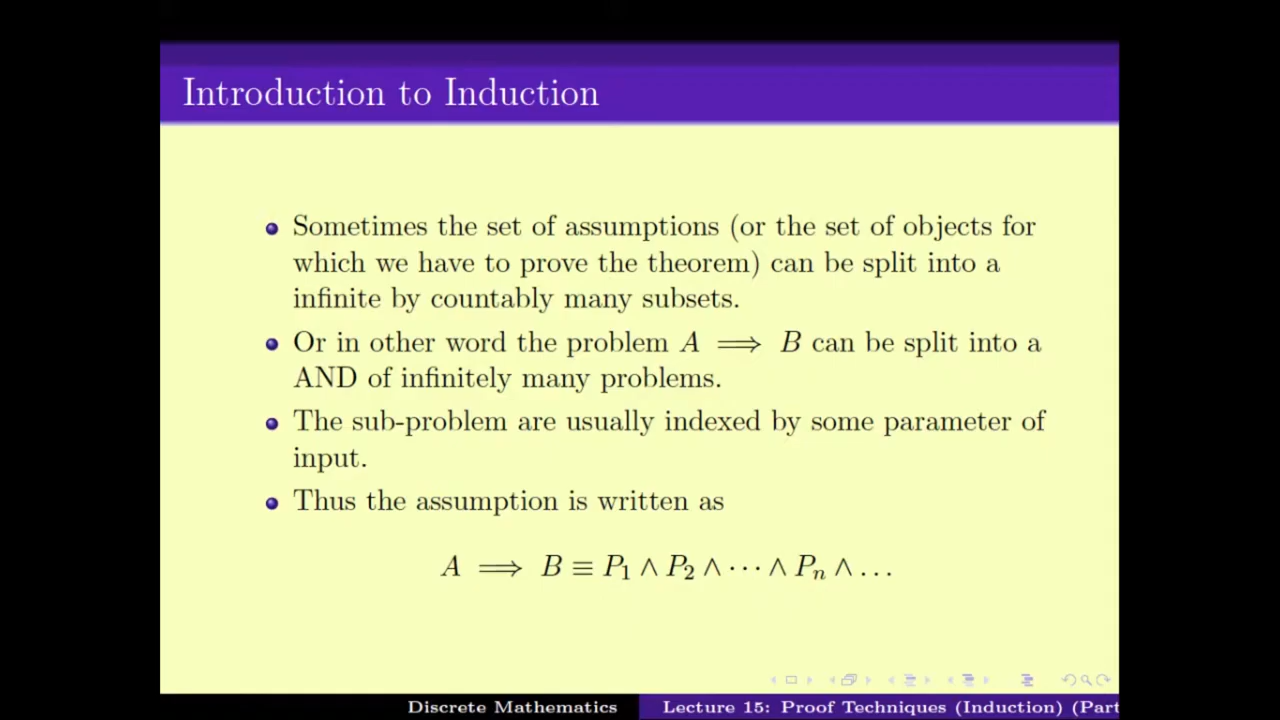 Introduction to Induction
Sometimes the set of assumptions (or the set of objects for
which we have to prove the theorem) can be split into a
infinite by countably many subsets.
Or in other word the problem A ⟹ B can be split into a
AND of infinitely many problems.
The sub-problem are usually indexed by some parameter of
input.
Thus the assumption is written as
A ⟹ B ≡ P₁ ∧ P₂ ∧ ⋯ ∧ Pₙ ∧ …
Discrete Mathematics Lecture 15: Proof Techniques (Induction) (Part